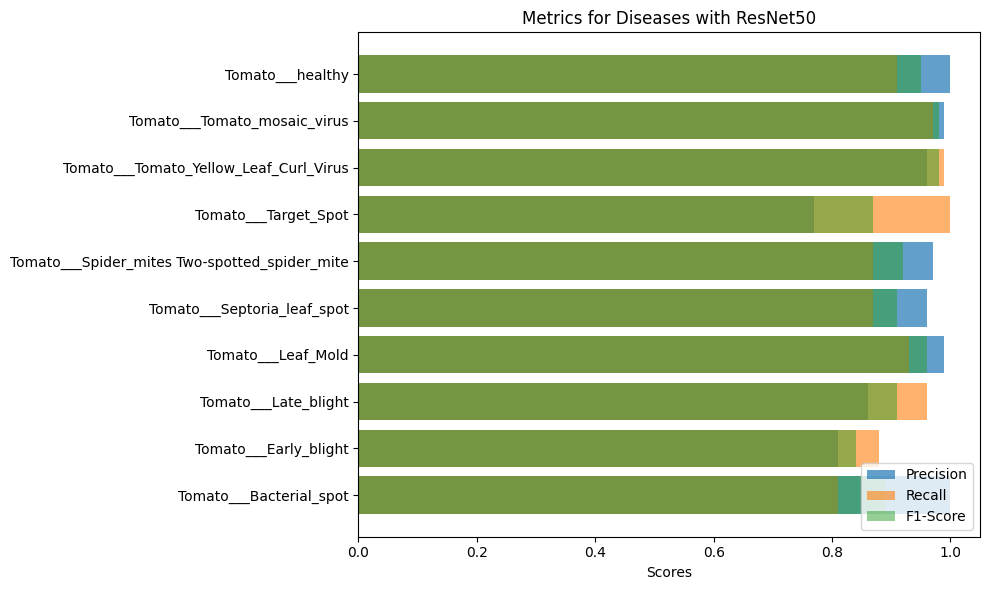 Metrics for Diseases with ResNet50
Tomato___healthy
Tomato___Tomato_mosaic_virus
Tomato___Tomato_Yellow_Leaf_Curl_Virus
Tomato___Target_Spot
Tomato___Spider_mites Two-spotted_spider_mite
Tomato___Septoria_leaf_spot
Tomato___Leaf_Mold
Tomato___Late_blight
Tomato___Early_blight
Tomato___Bacterial_spot
Precision
Recall
F1-Score
0.0 0.2 0.4 0.6 0.8 1.0
Scores